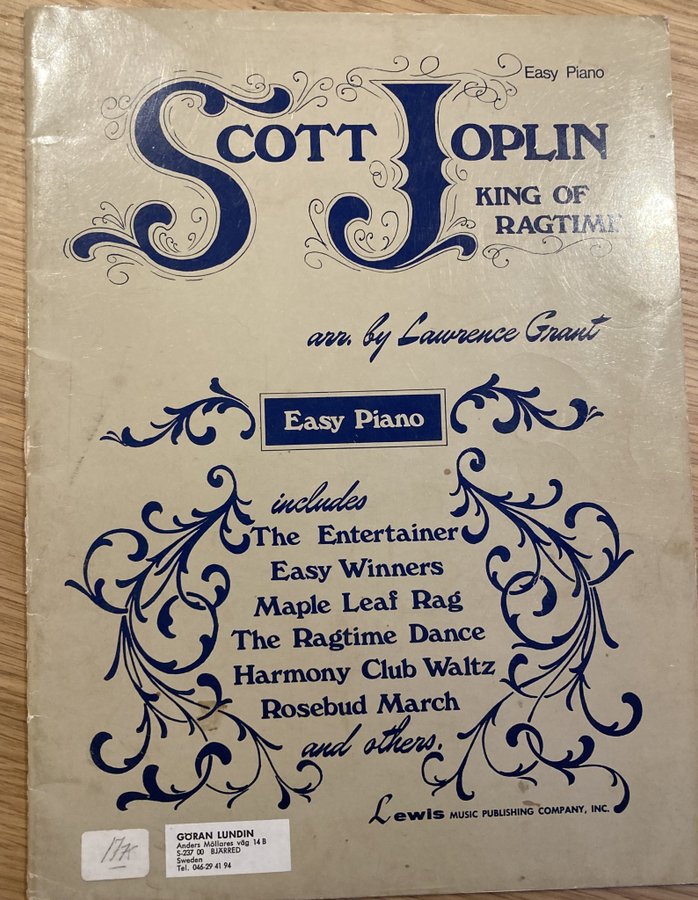 Easy Piano
SCOTT JOPLIN
KING OF
RAGTIME
arr. by Lawrence Grant
Easy Piano
includes
The Entertainer
Easy Winners
Maple Leaf Rag
The Ragtime Dance
Harmony Club Waltz
Rosebud March
and others.
Lewis MUSIC PUBLISHING COMPANY, INC.
GÖRAN LUNDIN
Anders Möllares väg 14 B
S-237 00 BJÄRRED
Sweden
Tel. 046-29 41 94